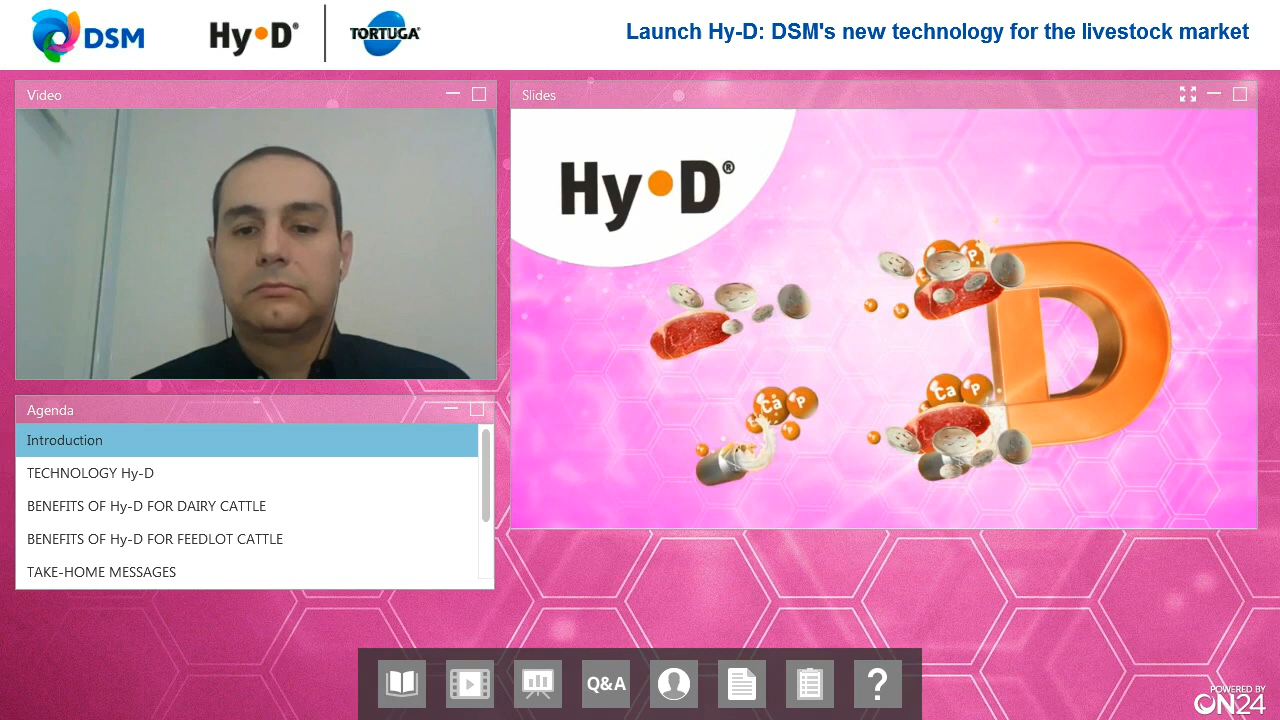 DSM
Hy•D®
TORTUGA
Launch Hy-D: DSM's new technology for the livestock market
Video
Slides
Hy•D®
P
Ca
P
Ca
P
P
Agenda
Introduction
TECHNOLOGY Hy-D
BENEFITS OF Hy-D FOR DAIRY CATTLE
BENEFITS OF Hy-D FOR FEEDLOT CATTLE
TAKE-HOME MESSAGES
Q&A
?
POWERED BY
ON24